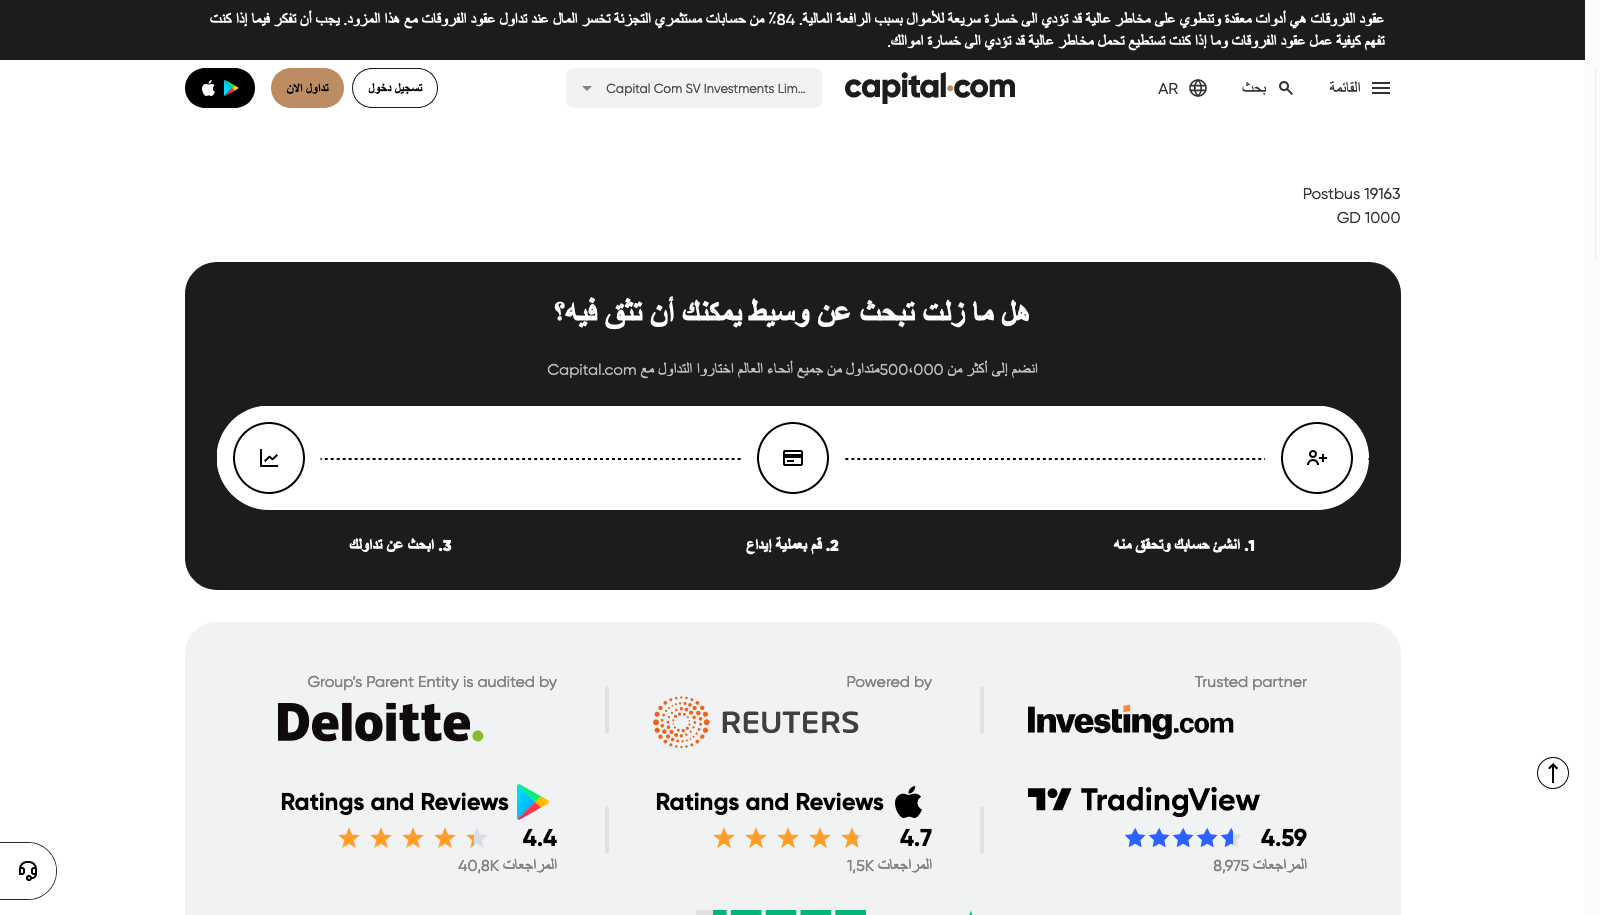 عقود الفروقات هي أدوات معقدة وتنطوي على مخاطر عالية قد تؤدي الى خسارة سريعة للأموال بسبب الرافعة المالية. 84٪ من حسابات مستثمري التجزئة تخسر المال عند تداول عقود الفروقات مع هذا المزود. يجب أن تفكر فيما إذا كنت
تفهم كيفية عمل عقود الفروقات وما إذا كنت تستطيع تحمل مخاطر عالية قد تؤدي الى خسارة اموالك.
القائمة
بحث
AR
capital.com
Capital Com SV Investments Lim...
تسجيل دخول
تداول الان
Postbus 19163
GD 1000
هل ما زلت تبحث عن وسيط يمكنك أن تثق فيه؟
انضم إلى أكثر من 500،000متداول من جميع أنحاء العالم اختاروا التداول مع Capital.com
1. انشئ حسابك وتحقق منه
2. قم بعملية إيداع
3. ابحث عن تداولك
Trusted partner
Investing.com
Powered by
REUTERS
Group's Parent Entity is audited by
Deloitte.
TradingView
4.59
8,975 المراجعات
Ratings and Reviews
4.7
1,5K المراجعات
Ratings and Reviews
4.4
40,8K المراجعات